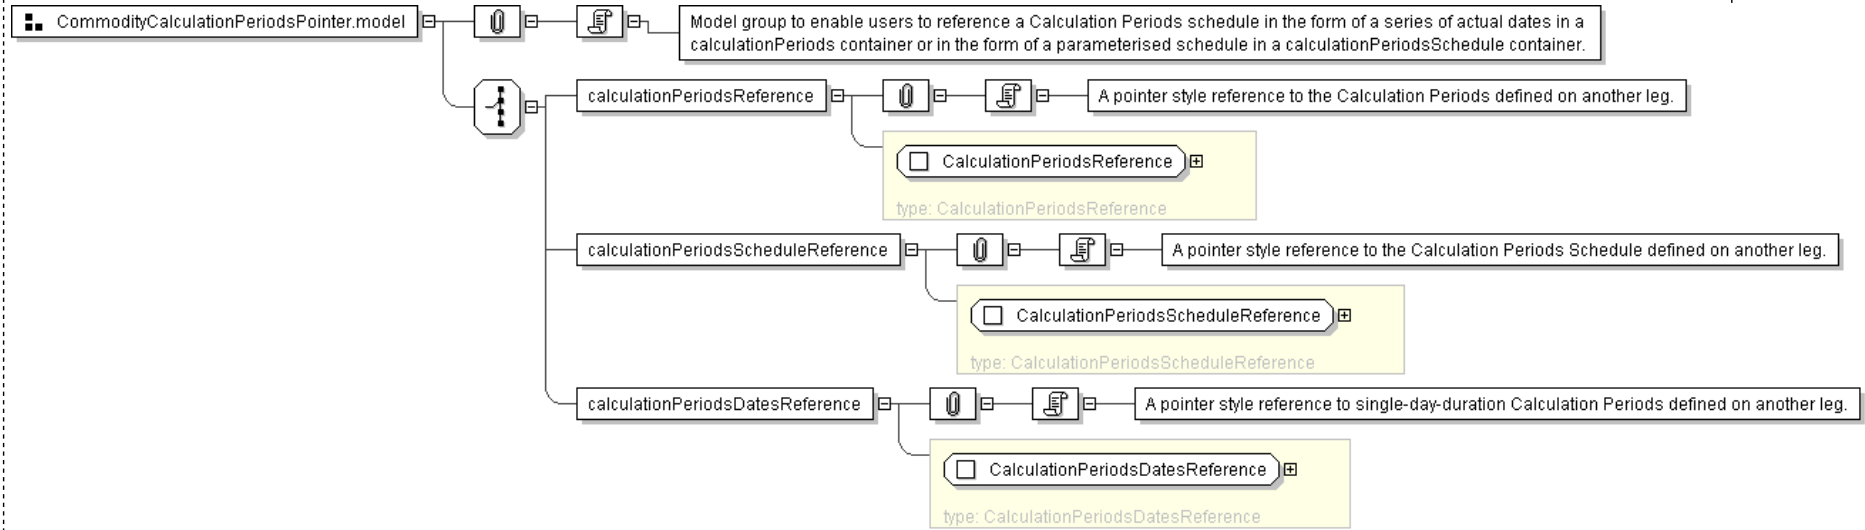 CommodityCalculationPeriodsPointer.model
Model group to enable users to reference a Calculation Periods schedule in the form of a series of actual dates in a
calculationPeriods container or in the form of a parameterised schedule in a calculationPeriodsSchedule container.
calculationPeriodsReference
A pointer style reference to the Calculation Periods defined on another leg.
CalculationPeriodsReference
type: CalculationPeriodsReference
calculationPeriodsScheduleReference
A pointer style reference to the Calculation Periods Schedule defined on another leg.
CalculationPeriodsScheduleReference
type: CalculationPeriodsScheduleReference
calculationPeriodsDatesReference
A pointer style reference to single-day-duration Calculation Periods defined on another leg.
CalculationPeriodsDatesReference
type: CalculationPeriodsDatesReference